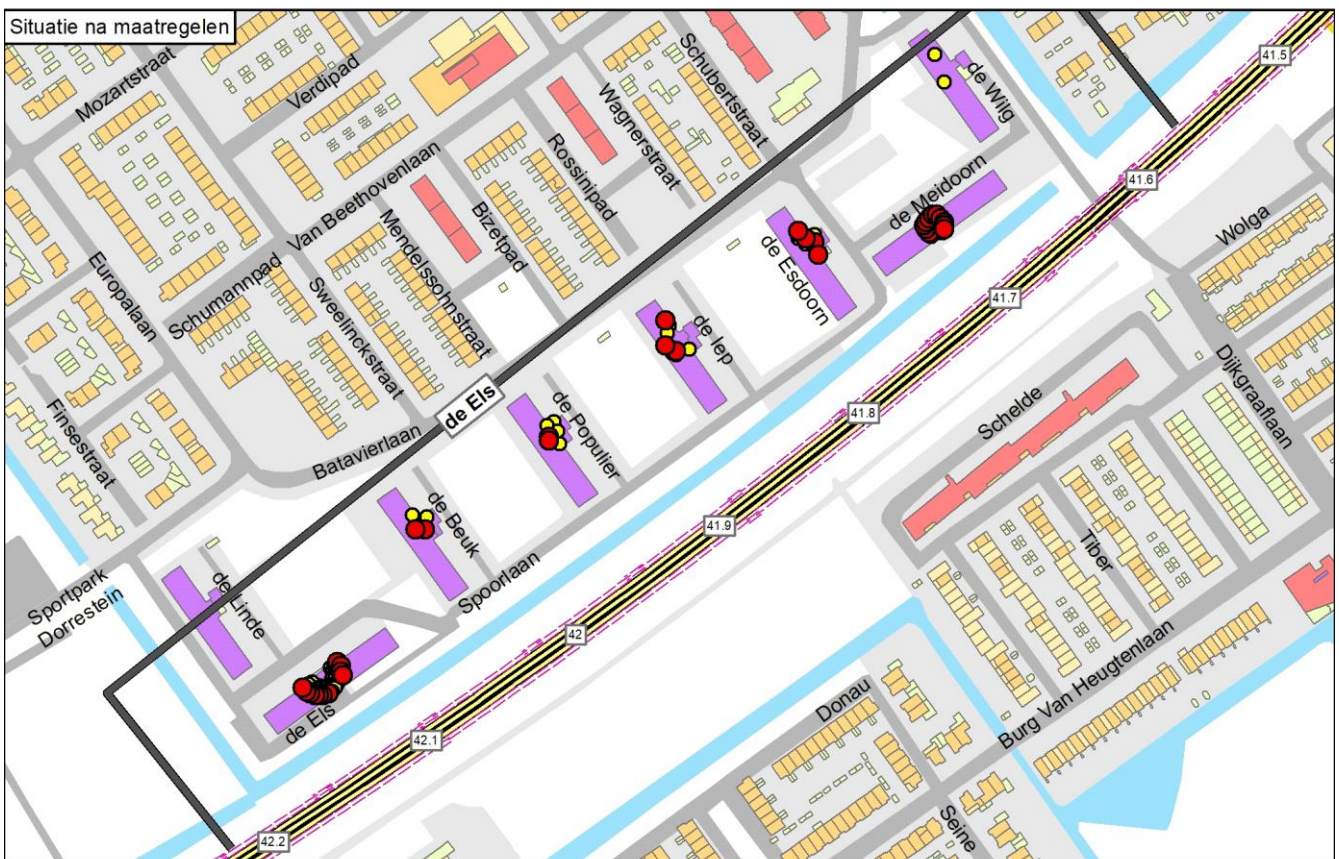 Situatie na maatregelen
Mozartstraat
Verdipad
Schubertstraat
Wagnerstraat
de Wilg
41.5
Rossinipad
Van Beethovenlaan
Bizetpad
41.6
de Meidoorn
Europalaan
Schumannpad
Mendelssohnstraat
Sweelinckstraat
de Esdoorn
Wolga
41.7
de Iep
Finsestraat
de Els
Batavierlaan
de Populier
41.8
Schelde
Dijkgraaflaan
de Beuk
41.9
Tiber
Sportpark
Dorrestein
de Linde
Spoorlaan
42
Burg Van Heugtenlaan
Donau
de Els
42.1
42.2
Seine